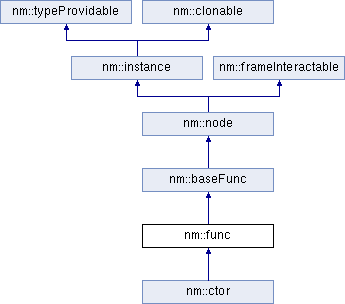 nm::typeProvidable
nm::clonable
nm::instance
nm::frameInteractable
nm::node
nm::baseFunc
nm::func
nm::ctor